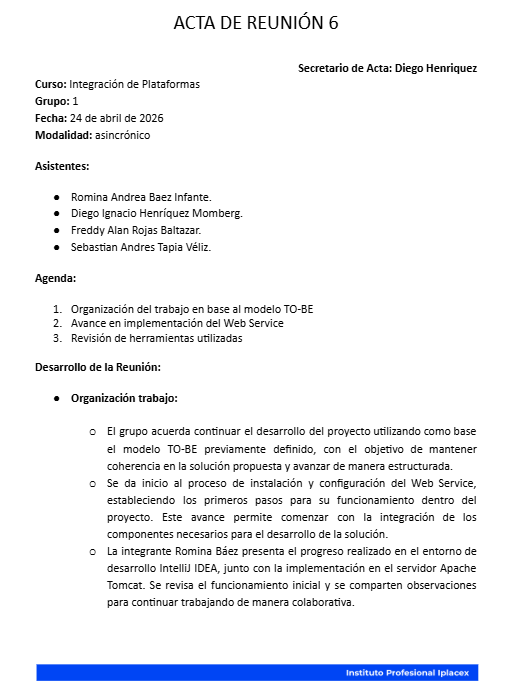 ACTA DE REUNIÓN 6
Secretario de Acta: Diego Henriquez
Curso: Integración de Plataformas
Grupo: 1
Fecha: 24 de abril de 2026
Modalidad: asincrónico
Asistentes:
● Romina Andrea Baez Infante.
● Diego Ignacio Henríquez Momberg.
● Freddy Alan Rojas Baltazar.
● Sebastian Andres Tapia Véliz.
Agenda:
1. Organización del trabajo en base al modelo TO-BE
2. Avance en implementación del Web Service
3. Revisión de herramientas utilizadas
Desarrollo de la Reunión:
● Organización trabajo:
○ El grupo acuerda continuar el desarrollo del proyecto utilizando como base
el modelo TO-BE previamente definido, con el objetivo de mantener
coherencia en la solución propuesta y avanzar de manera estructurada.
○ Se da inicio al proceso de instalación y configuración del Web Service,
estableciendo los primeros pasos para su funcionamiento dentro del
proyecto. Este avance permite comenzar con la integración de los
componentes necesarios para el desarrollo de la solución.
○ La integrante Romina Báez presenta el progreso realizado en el entorno de
desarrollo IntelliJ IDEA, junto con la implementación en el servidor Apache
Tomcat. Se revisa el funcionamiento inicial y se comparten observaciones
para continuar trabajando de manera colaborativa.
Instituto Profesional Iplacex